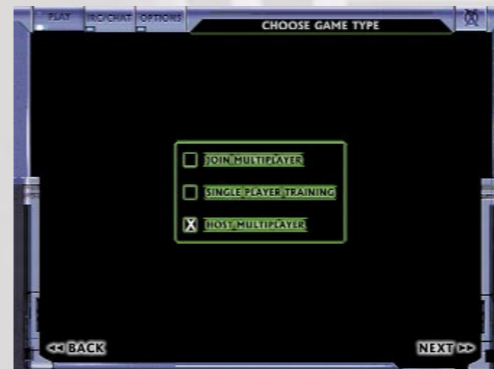 PLAY IRC/CHAT OPTIONS
CHOOSE GAME TYPE
JOIN MULTIPLAYER
SINGLE PLAYER TRAINING
X HOST MULTIPLAYER
BACK NEXT